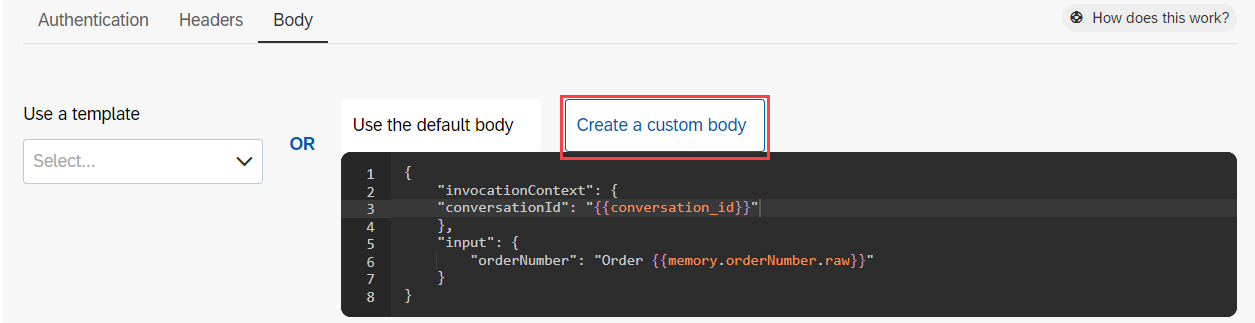 Authentication Headers Body How does this work?
Use a template
Select...
OR
Use the default body Create a custom body
1 {
2 "invocationContext": {
3 "conversationId": "{{conversation_id}}"
4 },
5 "input": {
6 "orderNumber": "Order {{memory.orderNumber.raw}}"
7 }
8 }